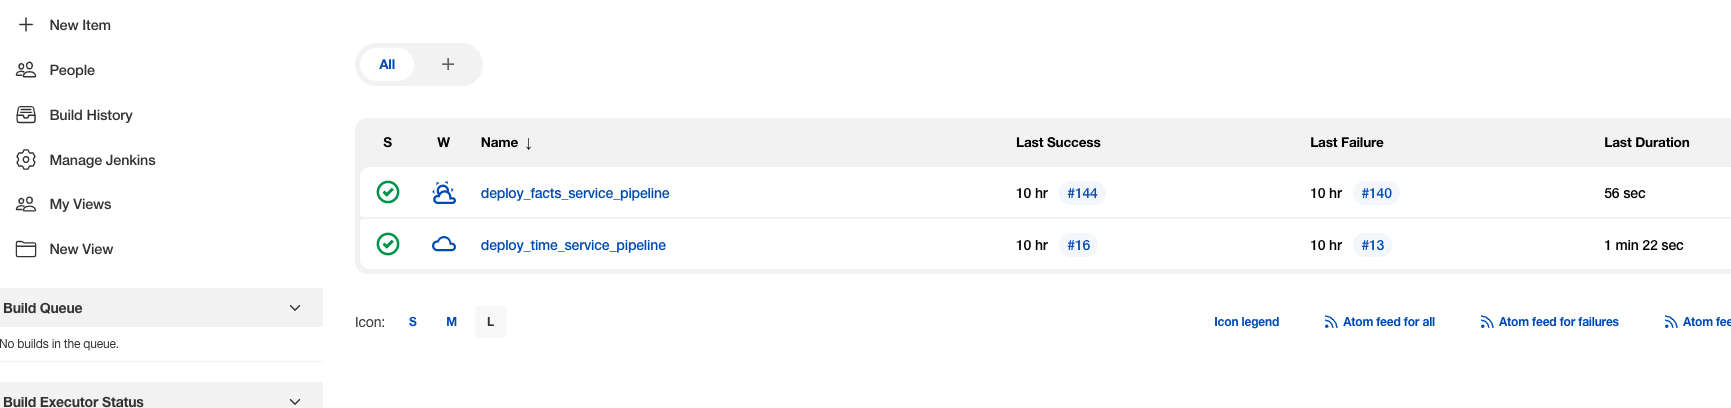 New Item
People
Build History
Manage Jenkins
My Views
New View
Build Queue
No builds in the queue.
Build Executor Status
All +
S W Name ↓ Last Success Last Failure Last Duration
deploy_facts_service_pipeline 10 hr #144 10 hr #140 56 sec
deploy_time_service_pipeline 10 hr #16 10 hr #13 1 min 22 sec
Icon: S M L Icon legend Atom feed for all Atom feed for failures Atom fee